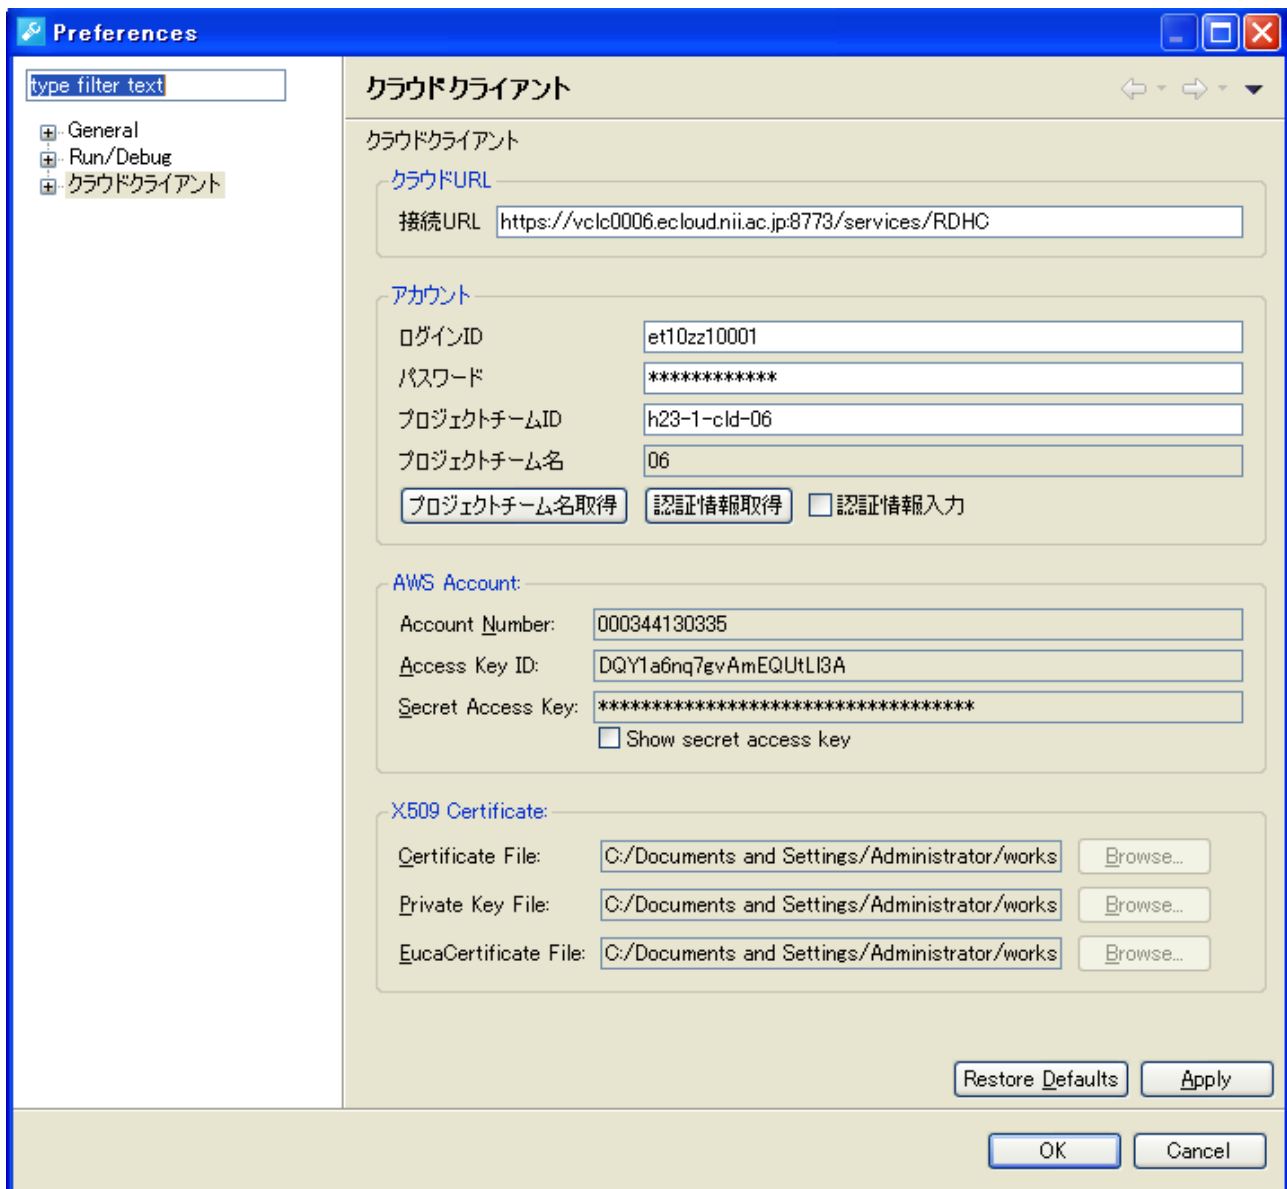 Preferences
type filter text
General
Run/Debug
クラウドクライアント
クラウドクライアント
クラウドクライアント
クラウドURL
接続URL https://vclc0006.ecloud.nii.ac.jp:8773/services/RDHC
アカウント
ログインID et10zz10001
パスワード ************
プロジェクトチームID h23-1-cld-06
プロジェクトチーム名 06
プロジェクトチーム名取得 認証情報取得 認証情報入力
AWS Account:
Account Number: 000344130335
Access Key ID: DQY1a6nq7gvAmEQUtLI3A
Secret Access Key: ***********************************
Show secret access key
X509 Certificate:
Certificate File: C:/Documents and Settings/Administrator/works Browse...
Private Key File: C:/Documents and Settings/Administrator/works Browse...
EucaCertificate File: C:/Documents and Settings/Administrator/works Browse...
Restore Defaults Apply
OK Cancel